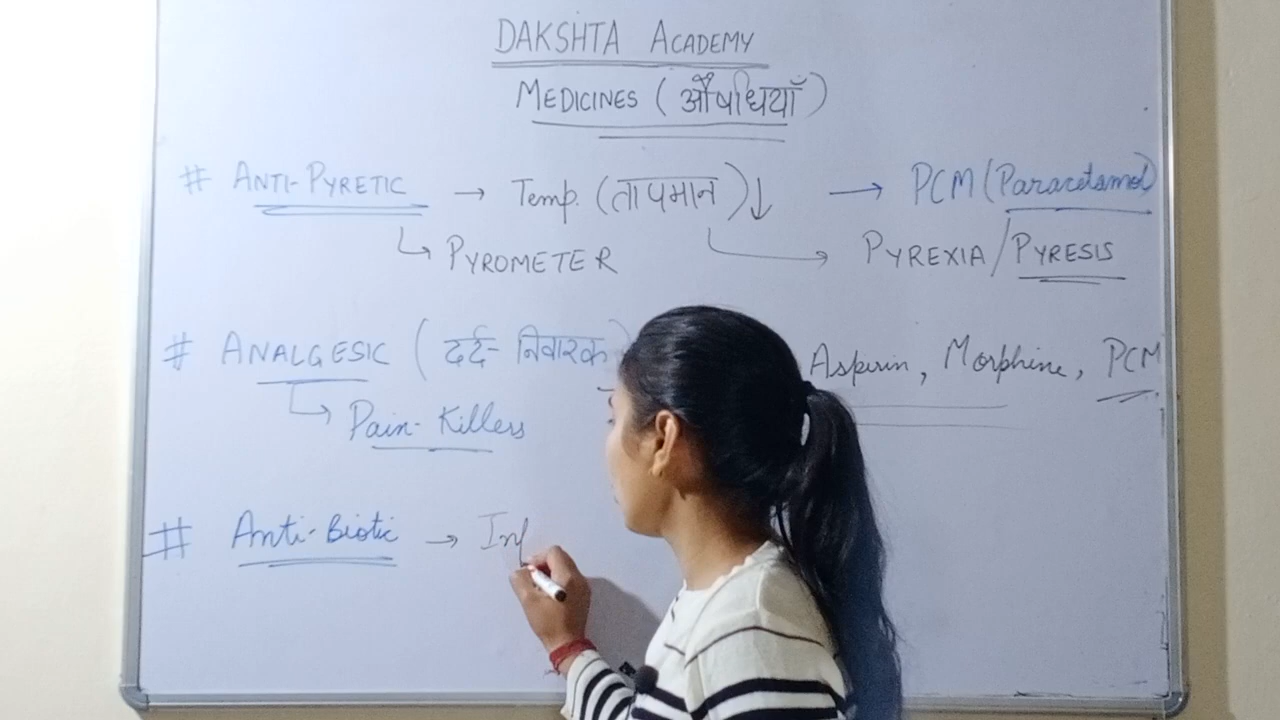 DAKSHTA ACADEMY
MEDICINES (औषधियाँ)
# ANTI-PYRETIC → Temp. (तापमान)↓ → PCM (Paracetamol)
↳ PYROMETER ↳ PYREXIA/PYRESIS
# ANALGESIC (दर्द-निवारक) Asperin, Morphine, PCM
↳ Pain-Killers
# Anti-Biotic → Inf